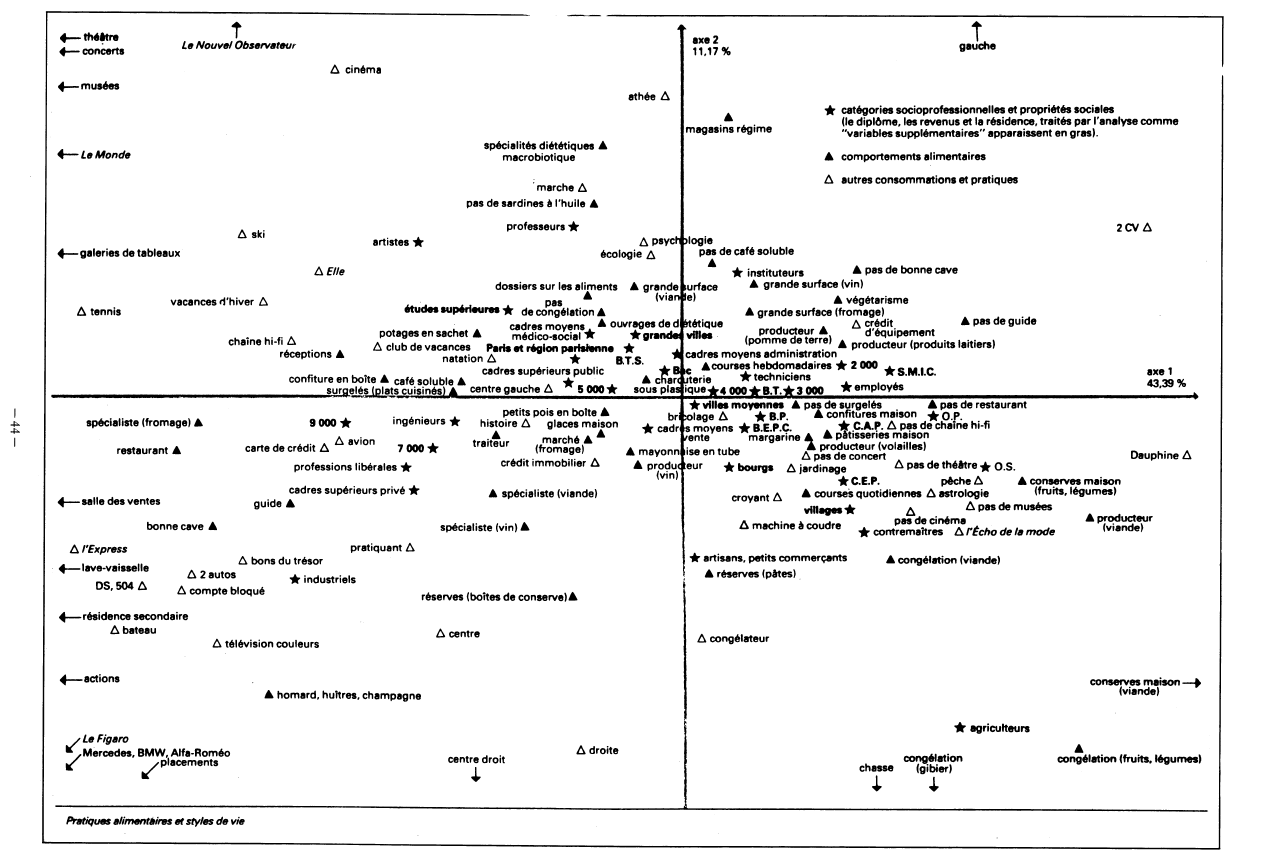 théâtre
concerts
Le Nouvel Observateur
axe 2
11,17 %
gauche
cinéma
musées
athée
magasins régime
catégories socioprofessionnelles et propriétés sociales
(le diplôme, les revenus et la résidence, traités par l'analyse comme
"variables supplémentaires" apparaissent en gras).
spécialités diététiques
macrobiotique
Le Monde
comportements alimentaires
autres consommations et pratiques
marche
pas de sardines à l'huile
professeurs
2 CV
ski
artistes
psychologie
galeries de tableaux
écologie
pas de café soluble
Elle
instituteurs
pas de bonne cave
dossiers sur les aliments
grande surface
(viande)
grande surface (vin)
vacances d'hiver
végétarisme
tennis
études supérieures
pas
de congélation
grande surface (fromage)
pas de guide
cadres moyens
médico-social
ouvrages de diététique
crédit
d'équipement
potages en sachet
grandes villes
producteur
(pomme de terre)
chaîne hi-fi
club de vacances
Paris et région parisienne
producteur (produits laitiers)
réceptions
natation
B.T.S.
cadres moyens administration
cadres supérieurs public
Bac
courses hebdomadaires
2 000
S.M.I.C.
confiture en boîte
café soluble
charcuterie
techniciens
axe 1
43,39 %
surgelés (plats cuisinés)
centre gauche
5 000
sous plastique
4 000
B.T.
3 000
employés
villes moyennes
pas de surgelés
pas de restaurant
petits pois en boîte
bricolage
B.P.
confitures maison
O.P.
spécialiste (fromage)
9 000
ingénieurs
histoire
glaces maison
cadres moyens
vente
B.E.P.C.
C.A.P.
pas de chaîne hi-fi
traiteur
marché
(fromage)
margarine
pâtisseries maison
restaurant
carte de crédit
avion
7 000
mayonnaise en tube
producteur (volailles)
pas de concert
Dauphine
professions libérales
crédit immobilier
producteur
(vin)
bourgs
jardinage
pas de théâtre
O.S.
C.E.P.
pêche
conserves maison
(fruits, légumes)
cadres supérieurs privé
spécialiste (viande)
croyant
courses quotidiennes
astrologie
salle des ventes
guide
villages
pas de musées
bonne cave
spécialiste (vin)
machine à coudre
pas de cinéma
producteur
(viande)
contremaîtres
l'Écho de la mode
l'Express
pratiquant
bons du trésor
artisans, petits commerçants
congélation (viande)
lave-vaisselle
2 autos
industriels
réserves (pâtes)
DS, 504
compte bloqué
réserves (boîtes de conserve)
résidence secondaire
bateau
centre
congélateur
télévision couleurs
actions
conserves maison
(viande)
homard, huîtres, champagne
agriculteurs
Le Figaro
Mercedes, BMW, Alfa-Roméo
placements
droite
centre droit
chasse
congélation
(gibier)
congélation (fruits, légumes)
Pratiques alimentaires et styles de vie
—44—